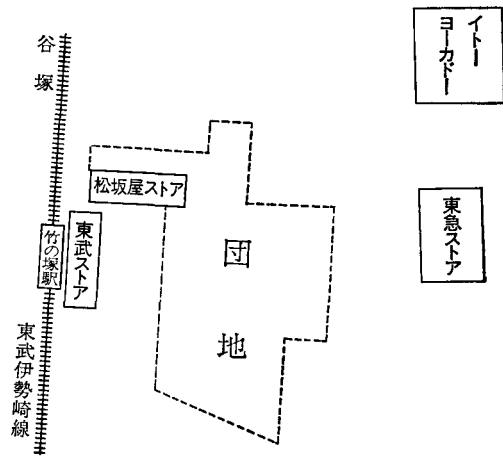 谷塚
イトー
ヨーカドー
松坂屋ストア
東急ストア
竹の塚駅
東武ストア
団地
東武伊勢崎線